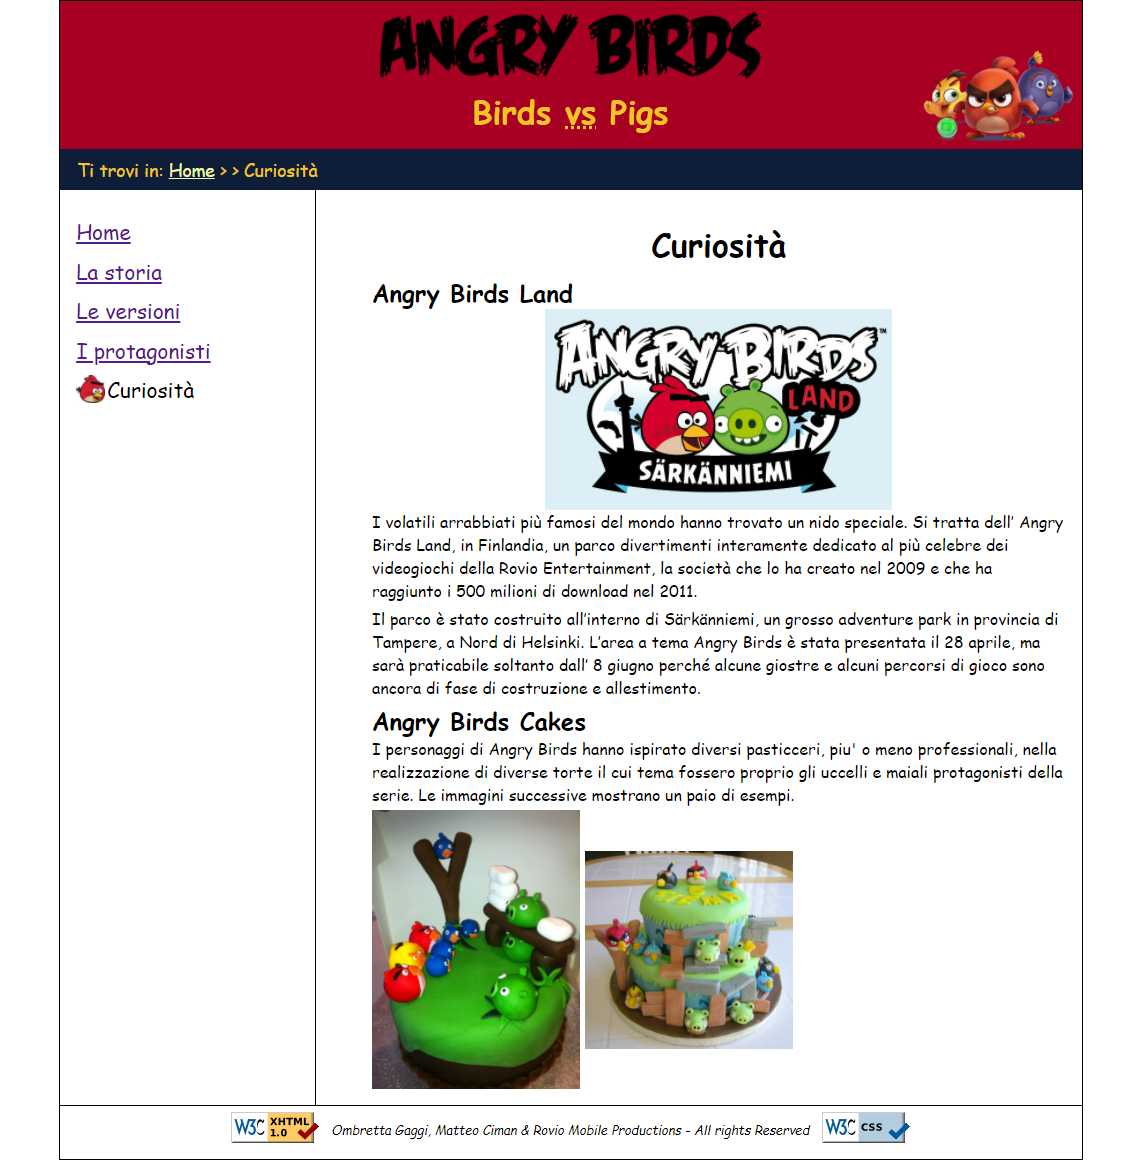 ANGRY BIRDS
Birds vs Pigs
Ti trovi in: Home > > Curiosità
Home
La storia
Le versioni
I protagonisti
Curiosità
Curiosità
Angry Birds Land
ANGRY BIRDS™
LAND
SÄRKÄNNIEMI
I volatili arrabbiati più famosi del mondo hanno trovato un nido speciale. Si tratta dell’ Angry
Birds Land, in Finlandia, un parco divertimenti interamente dedicato al più celebre dei
videogiochi della Rovio Entertainment, la società che lo ha creato nel 2009 e che ha
raggiunto i 500 milioni di download nel 2011.
Il parco è stato costruito all’interno di Särkänniemi, un grosso adventure park in provincia di
Tampere, a Nord di Helsinki. L’area a tema Angry Birds è stata presentata il 28 aprile, ma
sarà praticabile soltanto dall’ 8 giugno perché alcune giostre e alcuni percorsi di gioco sono
ancora di fase di costruzione e allestimento.
Angry Birds Cakes
I personaggi di Angry Birds hanno ispirato diversi pasticceri, piu' o meno professionali, nella
realizzazione di diverse torte il cui tema fossero proprio gli uccelli e maiali protagonisti della
serie. Le immagini successive mostrano un paio di esempi.
W3C XHTML 1.0
Ombretta Gaggi, Matteo Ciman & Rovio Mobile Productions - All rights Reserved
W3C CSS